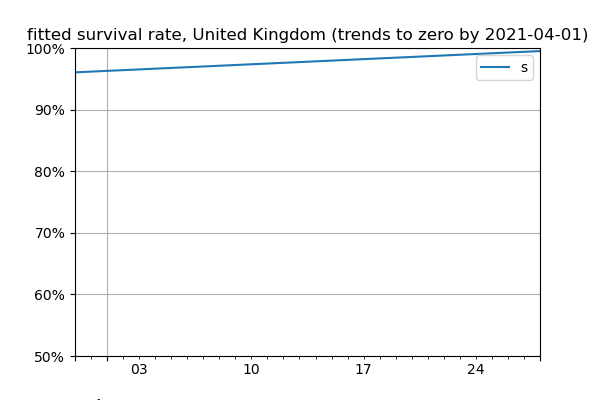 fitted survival rate, United Kingdom (trends to zero by 2021-04-01)
100%
s
90%
80%
70%
60%
50%
03 10 17 24